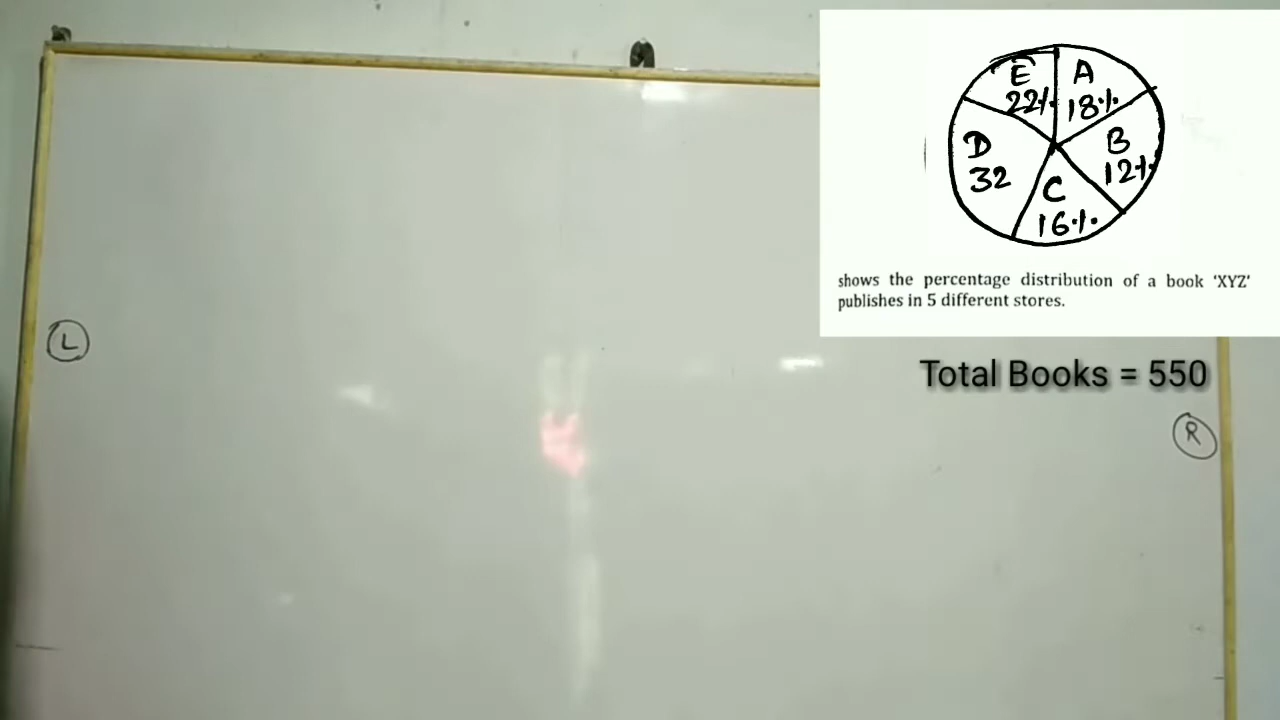 E
22%
A
18%
B
12%
C
16%
D
32
shows the percentage distribution of a book ‘XYZ’
publishes in 5 different stores.
Total Books = 550
L
R